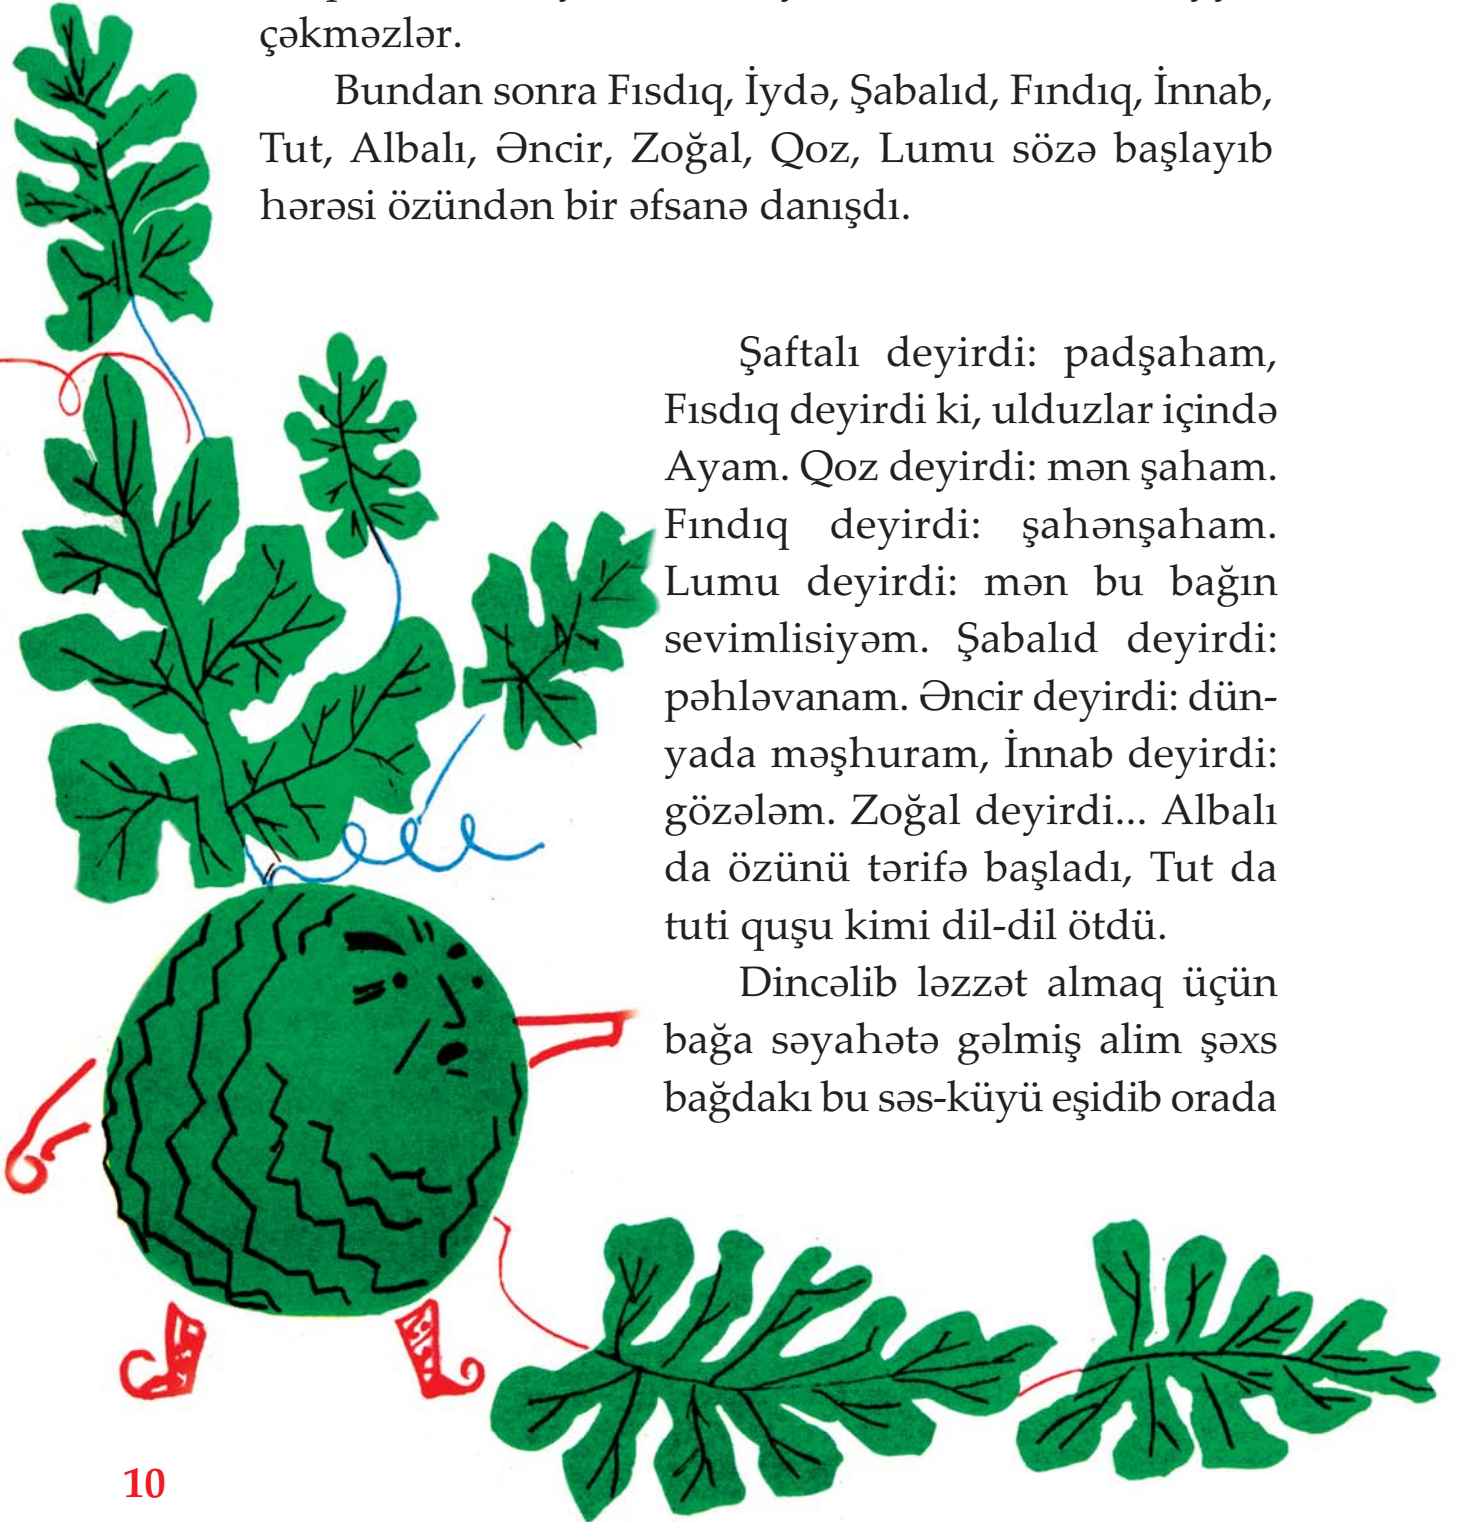 çəkməzlər.
Bundan sonra Fısdıq, İydə, Şabalıd, Fındıq, İnnab,
Tut, Albalı, Əncir, Zoğal, Qoz, Lumu sözə başlayıb
hərəsi özündən bir əfsanə danışdı.
Şaftalı deyirdi: padşaham,
Fısdıq deyirdi ki, ulduzlar içində
Ayam. Qoz deyirdi: mən şaham.
Fındıq deyirdi: şahənşaham.
Lumu deyirdi: mən bu bağın
sevimlisiyəm. Şabalıd deyirdi:
pəhləvanam. Əncir deyirdi: dün-
yada məşhuram, İnnab deyirdi:
gözələm. Zoğal deyirdi... Albalı
da özünü tərifə başladı, Tut da
tuti quşu kimi dil-dil ötdü.
Dincəlib ləzzət almaq üçün
bağa səyahətə gəlmiş alim şəxs
bağdakı bu səs-küyü eşidib orada
10